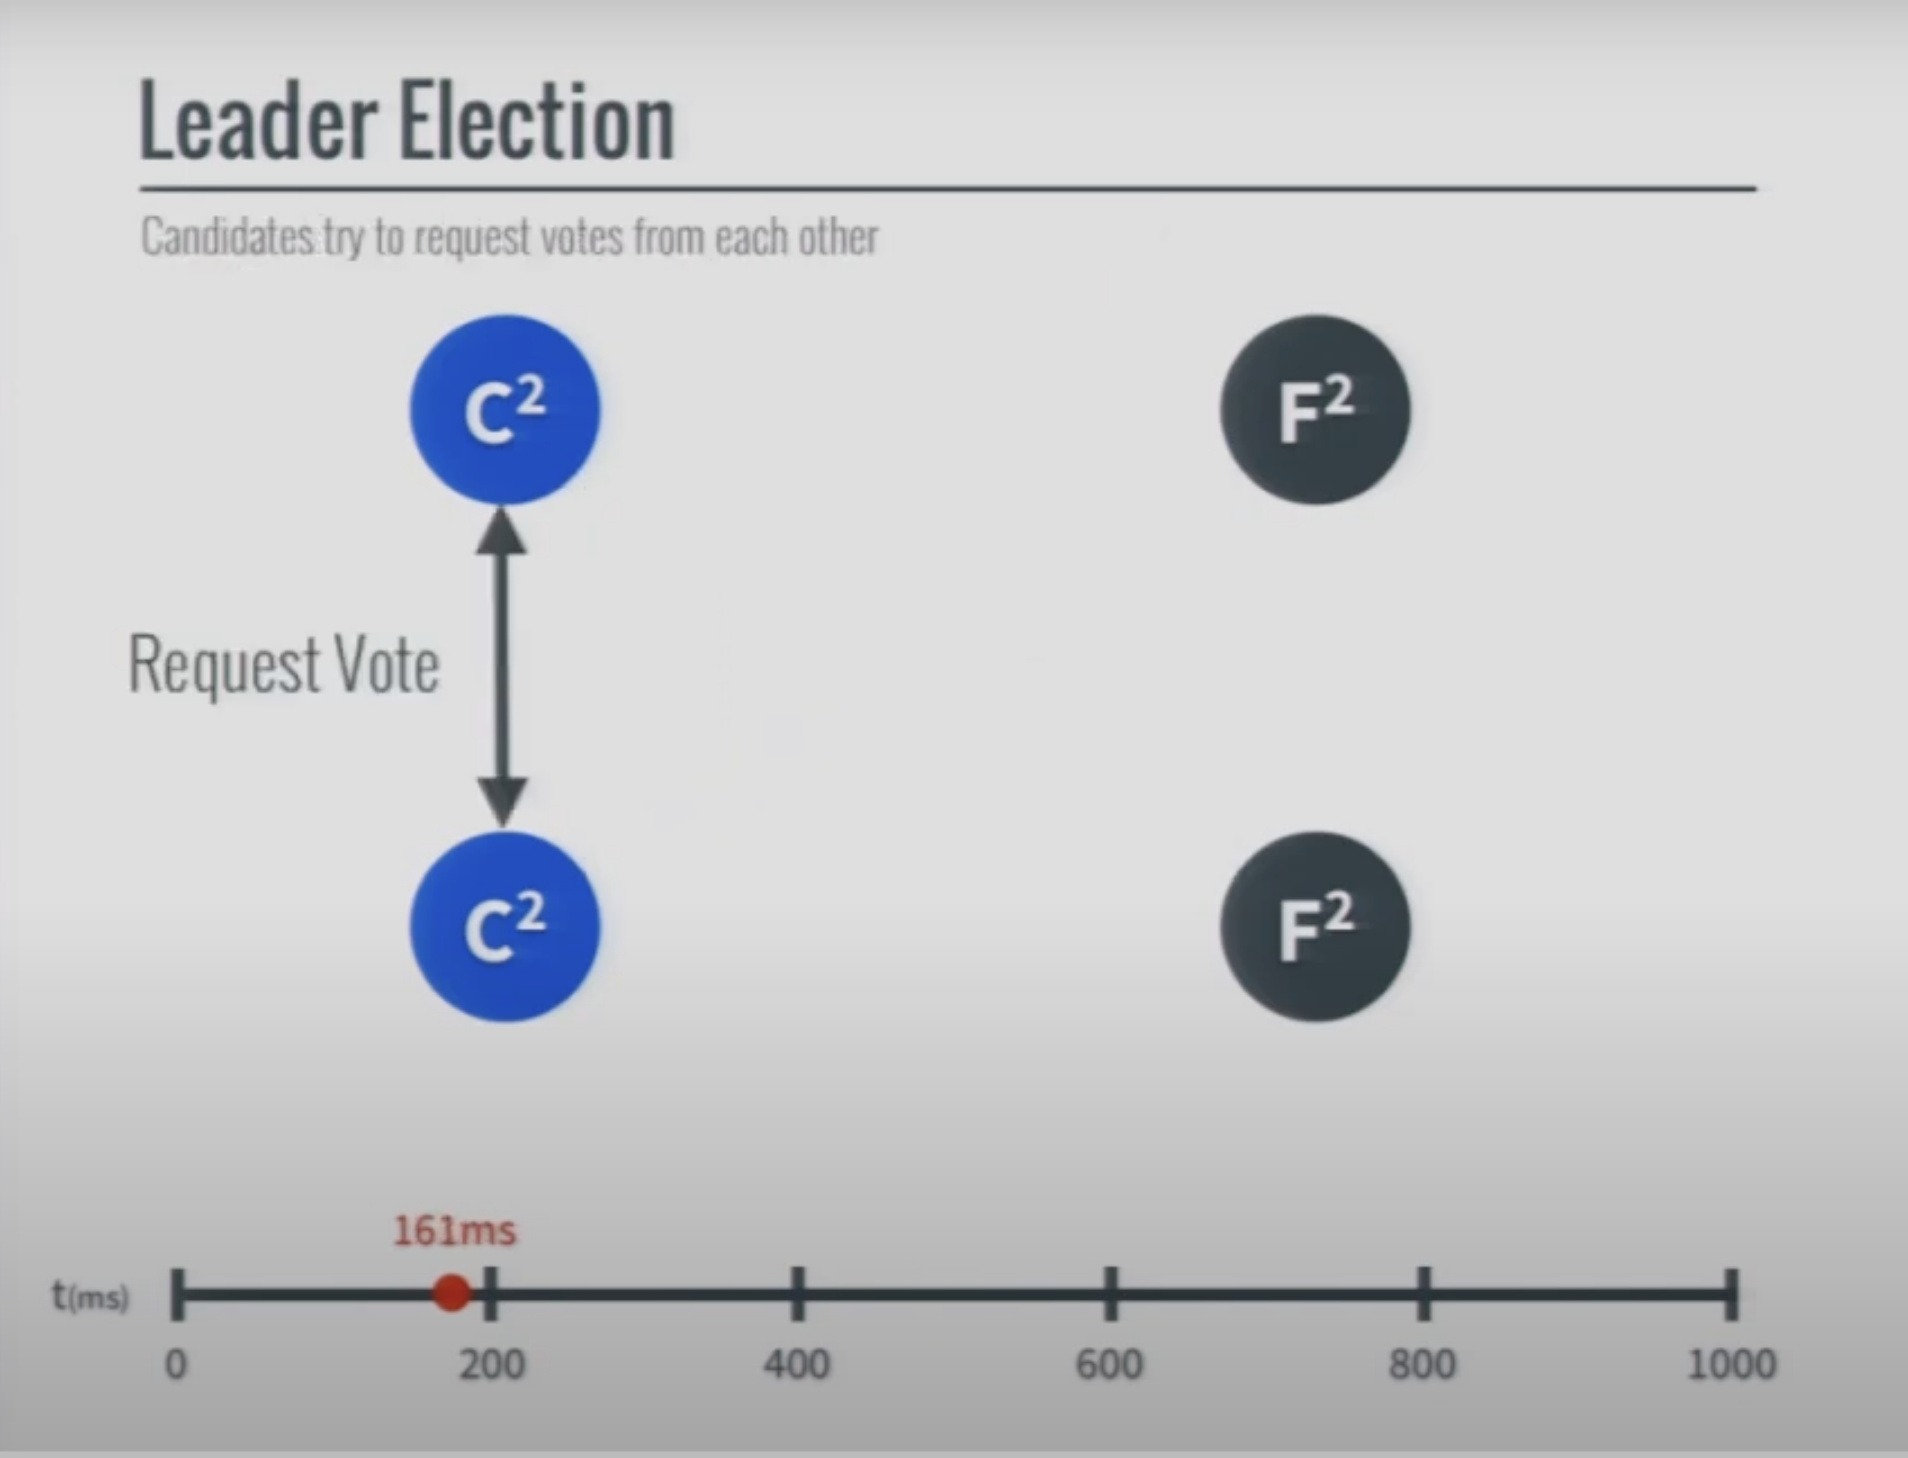 Leader Election
Candidates try to request votes from each other
C²
F²
Request Vote
C²
F²
161ms
t(ms)
0 200 400 600 800 1000